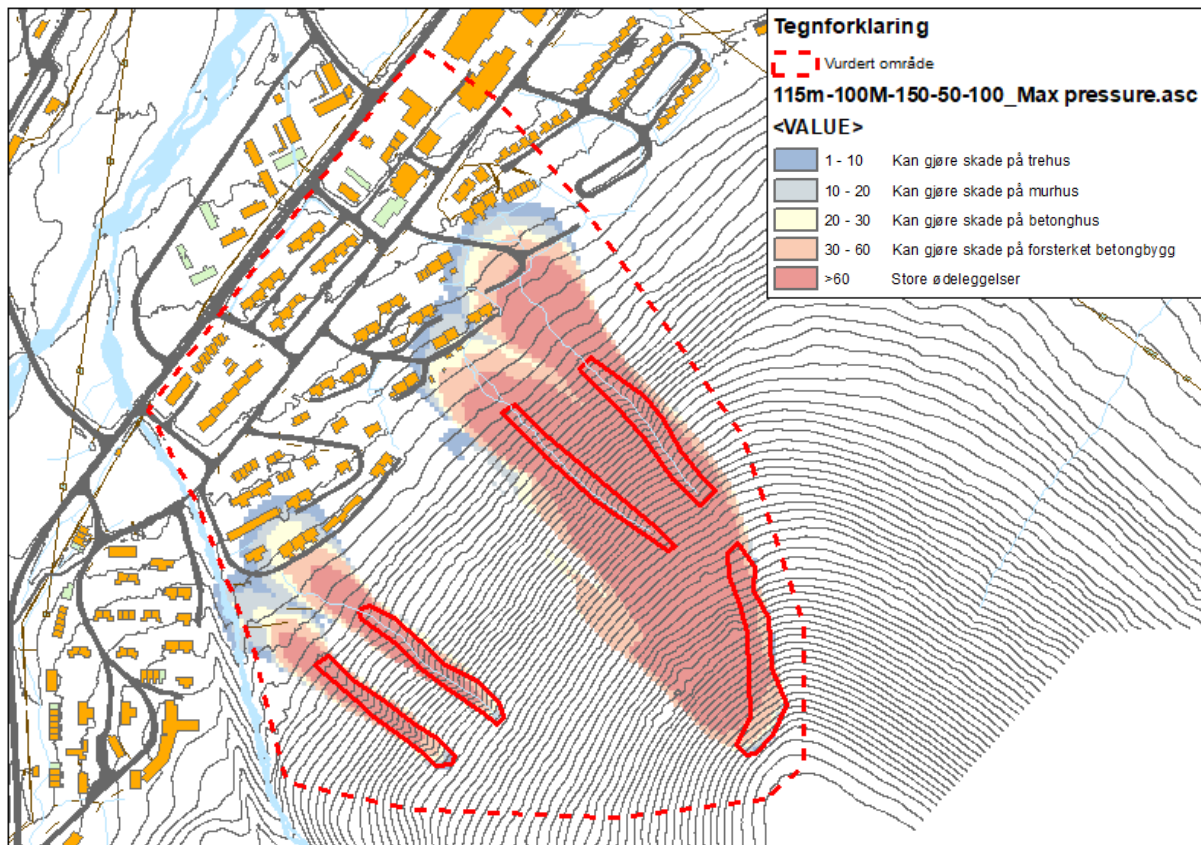 Tegnforklaring
Vurdert område
115m-100M-150-50-100_Max pressure.asc
<VALUE>
1 - 10 Kan gjøre skade på trehus
10 - 20 Kan gjøre skade på murhus
20 - 30 Kan gjøre skade på betonghus
30 - 60 Kan gjøre skade på forsterket betongbygg
>60 Store ødeleggelser